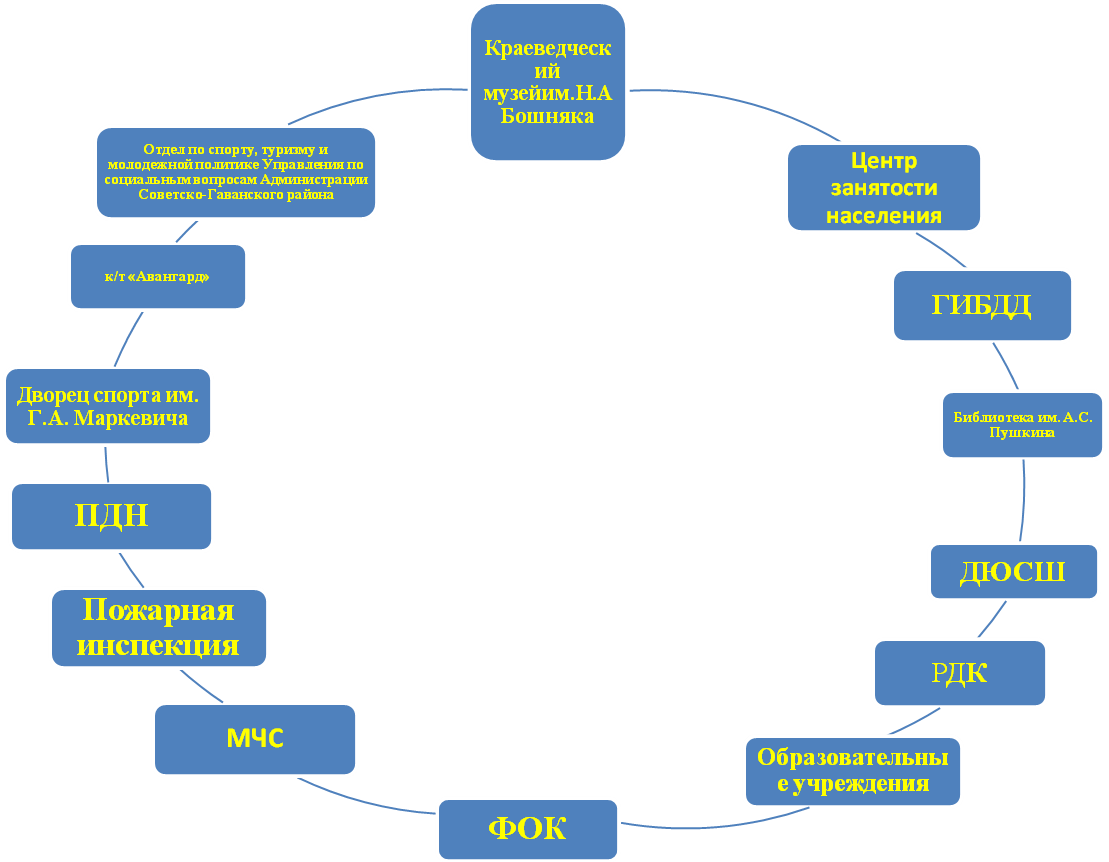 Краеведческ
ий
музейим.Н.А
Бошняка
Центр
занятости
населения
ГИБДД
Библиотека им. А.С.
Пушкина
ДЮСШ
РДК
Образовательны
е учреждения
ФОК
МЧС
Пожарная
инспекция
ПДН
Дворец спорта им.
Г.А. Маркевича
к/т «Авангард»
Отдел по спорту, туризму и
молодежной политике Управления по
социальным вопросам Администрации
Советско-Гаванского района